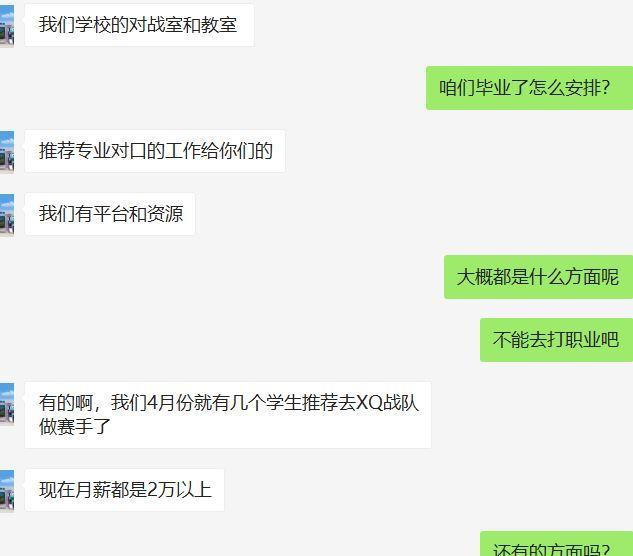 我们学校的对战室和教室
咱们毕业了怎么安排？
推荐专业对口的工作给你们的
我们有平台和资源
大概都是什么方面呢
不能去打职业吧
有的啊，我们4月份就有几个学生推荐去XQ战队
做赛手了
现在月薪都是2万以上
还有的方面吗？